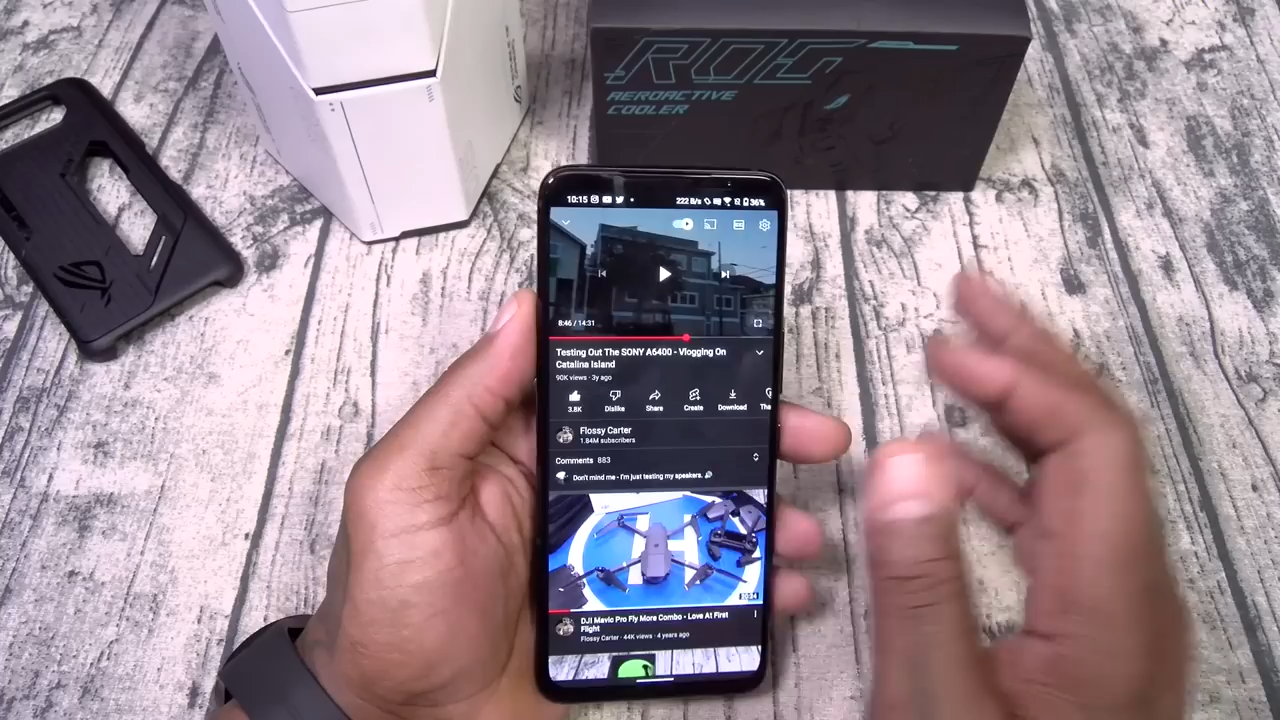 ROG
AEROACTIVE
COOLER
10:15
222 B/s
36%
8:46 / 14:31
Testing Out The SONY A6400 - Vlogging On
Catalina Island
90K views · 3y ago
3.8K
Dislike
Share
Create
Download
Tha
Flossy Carter
1.84M subscribers
Comments 883
Don't mind me - I'm just testing my speakers.
H
DJI Mavic Pro Fly More Combo - Love At First
Flight
Flossy Carter · 44K views · 4 years ago